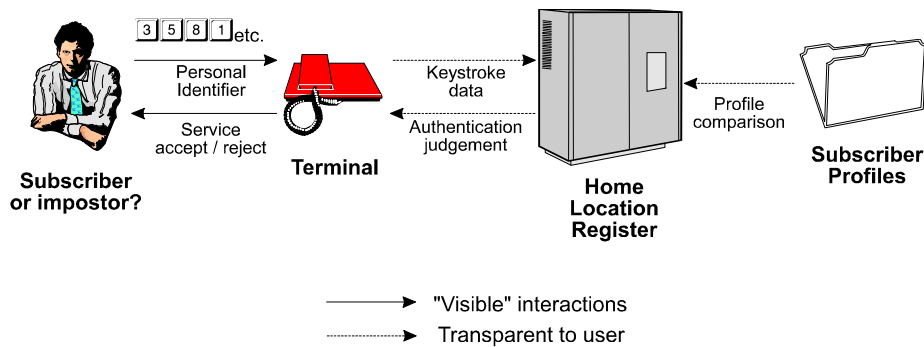 3 5 8 1 etc.
Personal
Identifier
Service
accept / reject
Subscriber
or impostor?
Terminal
Keystroke
data
Authentication
judgement
Home
Location
Register
Profile
comparison
Subscriber
Profiles
"Visible" interactions
Transparent to user